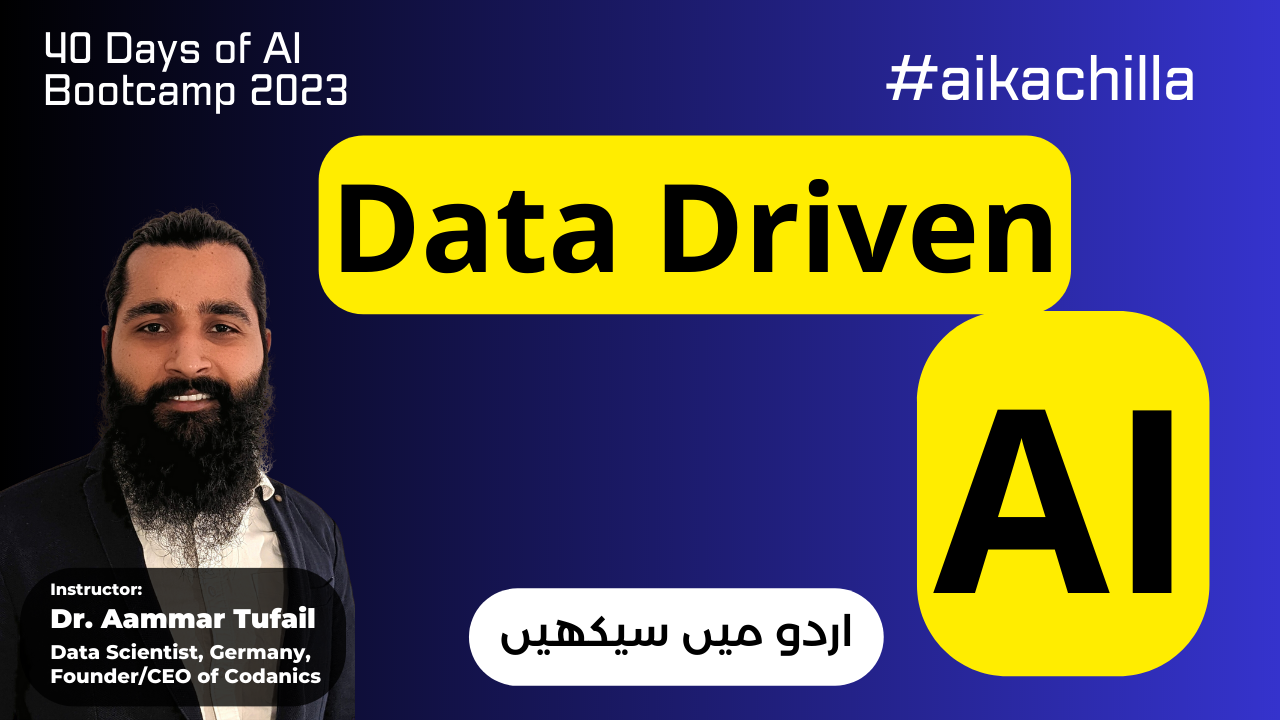 40 Days of AI
Bootcamp 2023
#aikachilla
Data Driven
AI
Instructor:
Dr. Aammar Tufail
Data Scientist, Germany,
Founder/CEO of Codanics
اردو میں سیکھیں